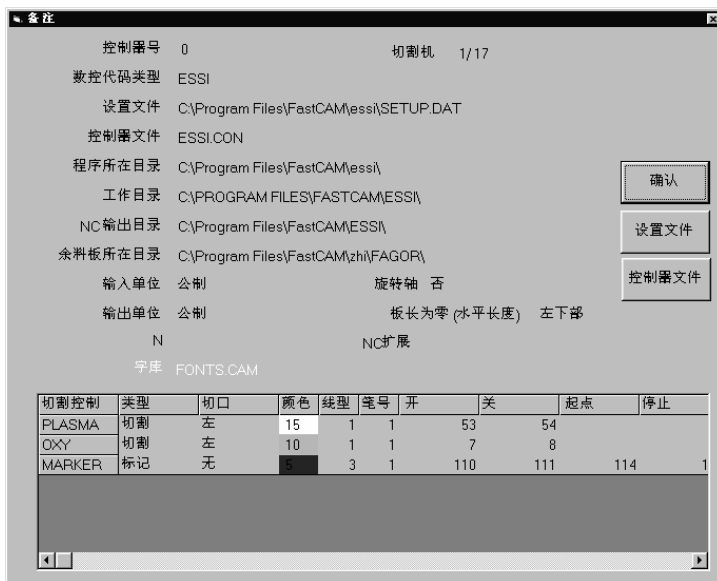 备注
控制器号 0 切割机 1/17
数控代码类型 ESSI
设置文件 C:\Program Files\FastCAM\essi\SETUP.DAT
控制器文件 ESSI.CON
程序所在目录 C:\Program Files\FastCAM\essi\
确认
工作目录 C:\PROGRAM FILES\FASTCAM\ESSI\
NC输出目录 C:\Program Files\FastCAM\ESSI\
设置文件
余料板所在目录 C:\Program Files\FastCAM\zhi\FAGOR\
控制器文件
输入单位 公制 旋转轴 否
输出单位 公制 板长为零 (水平长度) 左下部
N NC扩展
字库 FONTS.CAM
切割控制 类型 切口 颜色 线型 笔号 开 关 起点 停止
PLASMA 切割 左 15 1 1 53 54
OXY 切割 左 10 1 1 7 8
MARKER 标记 无 5 3 1 110 111 114 1